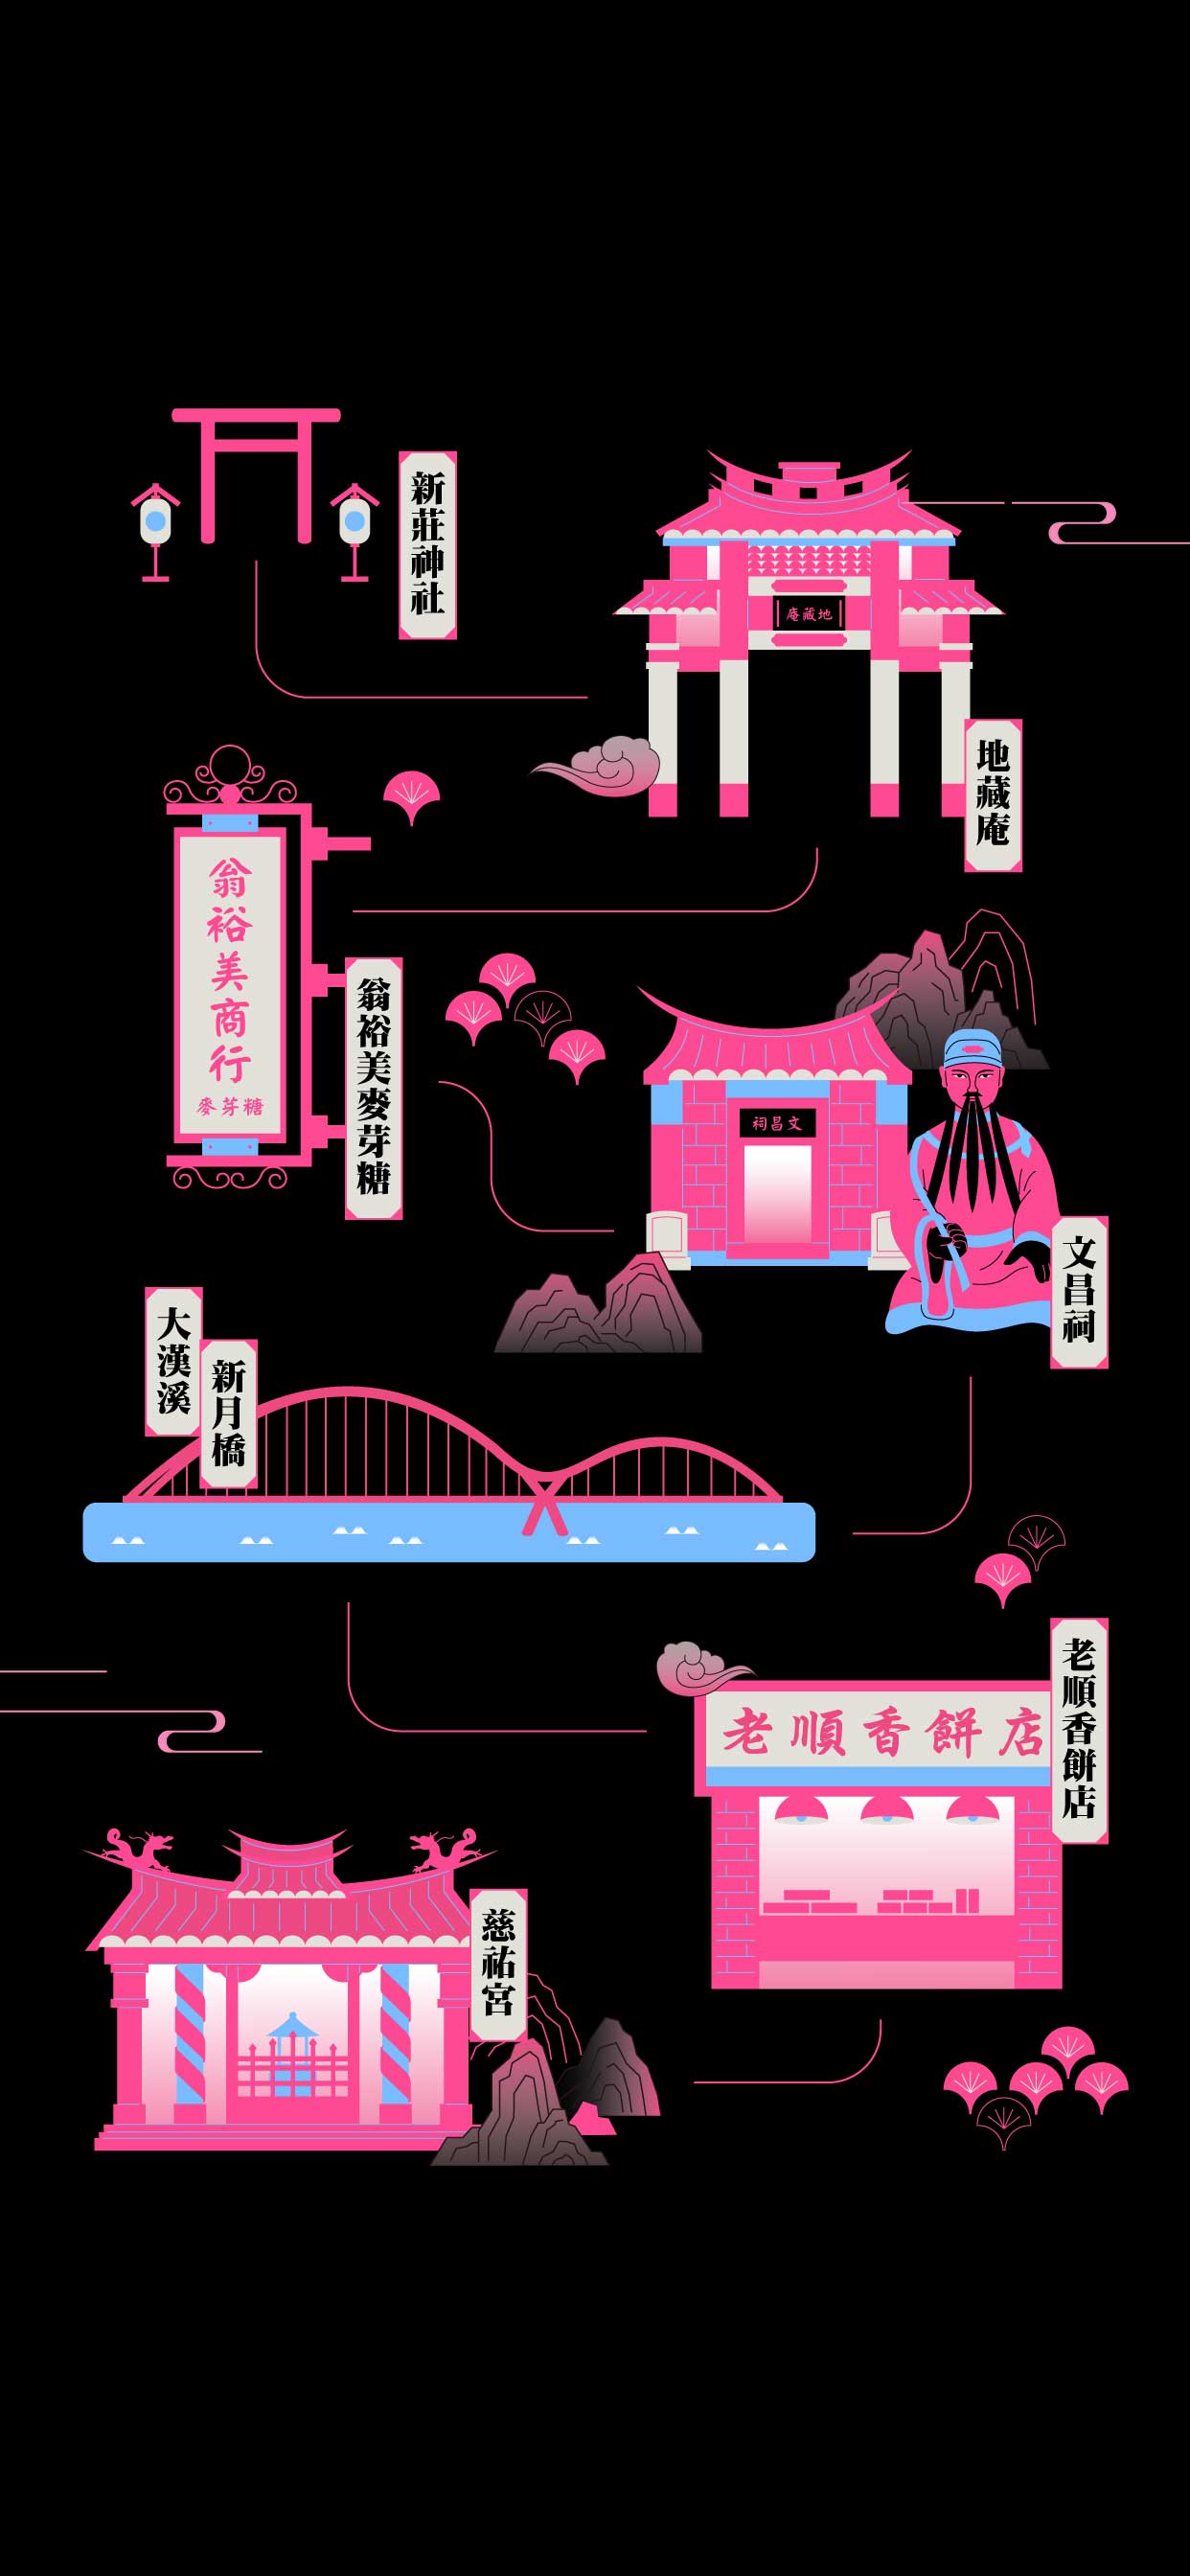 新莊神社
庵藏地
地藏庵
翁裕美商行
麥芽糖
翁裕美麥芽糖
祠昌文
文昌祠
大漢溪
新月橋
老順香餅店
老順香餅店
慈祐宮